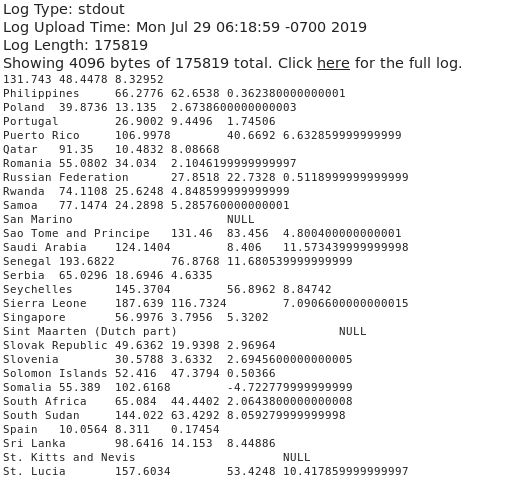 Log Type: stdout
Log Upload Time: Mon Jul 29 06:18:59 -0700 2019
Log Length: 175819
Showing 4096 bytes of 175819 total. Click here for the full log.
131.743 48.4478 8.32952
Philippines 66.2776 62.6538 0.362380000000001
Poland 39.8736 13.135 2.6738600000000003
Portugal 26.9002 9.4496 1.74506
Puerto Rico 106.9978 40.6692 6.632859999999999
Qatar 91.35 10.4832 8.08668
Romania 55.0802 34.034 2.1046199999999997
Russian Federation 27.8518 22.7328 0.5118999999999999
Rwanda 74.1108 25.6248 4.848599999999999
Samoa 77.1474 24.2898 5.285760000000001
San Marino NULL
Sao Tome and Principe 131.46 83.456 4.800400000000001
Saudi Arabia 124.1404 8.406 11.573439999999998
Senegal 193.6822 76.8768 11.680539999999999
Serbia 65.0296 18.6946 4.6335
Seychelles 145.3704 56.8962 8.84742
Sierra Leone 187.639 116.7324 7.0906600000000015
Singapore 56.9976 3.7956 5.3202
Sint Maarten (Dutch part) NULL
Slovak Republic 49.6362 19.9398 2.96964
Slovenia 30.5788 3.6332 2.6945600000000005
Solomon Islands 52.416 47.3794 0.50366
Somalia 55.389 102.6168 -4.722779999999999
South Africa 65.084 44.4402 2.0643800000000008
South Sudan 144.022 63.4292 8.059279999999998
Spain 10.0564 8.311 0.17454
Sri Lanka 98.6416 14.153 8.44886
St. Kitts and Nevis NULL
St. Lucia 157.6034 53.4248 10.417859999999997